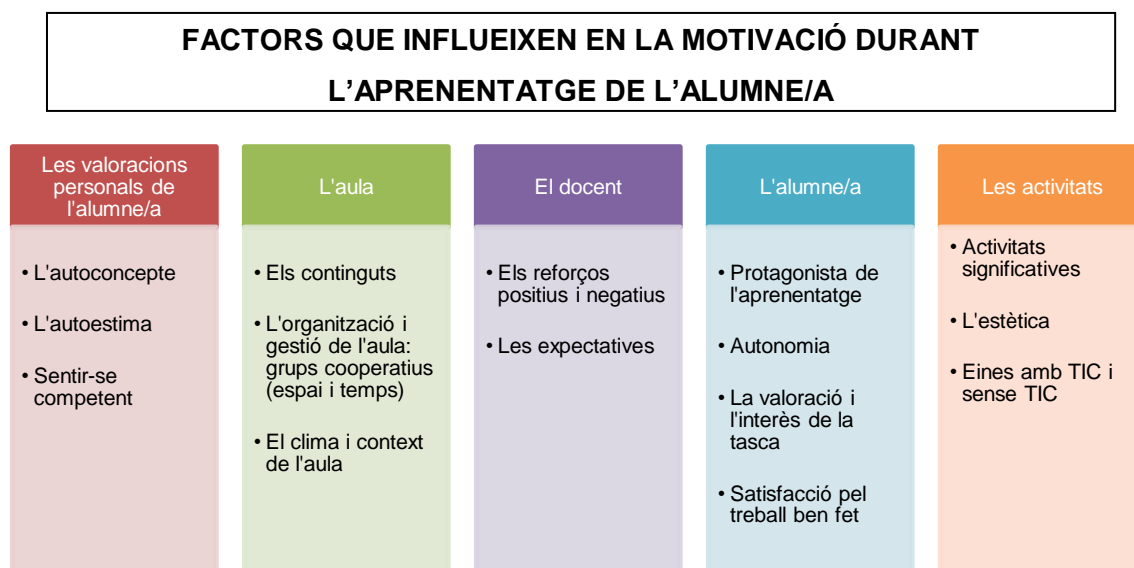 FACTORS QUE INFLUEIXEN EN LA MOTIVACIÓ DURANT
L’APRENENTATGE DE L’ALUMNE/A
Les valoracions
personals de
l'alumne/a
• L'autoconcepte
• L'autoestima
• Sentir-se
competent
L'aula
• Els continguts
• L'organització i
gestió de l'aula:
grups cooperatius
(espai i temps)
• El clima i context
de l'aula
El docent
• Els reforços
positius i negatius
• Les expectatives
L'alumne/a
• Protagonista de
l'aprenentatge
• Autonomia
• La valoració i
l'interès de la
tasca
• Satisfacció pel
treball ben fet
Les activitats
• Activitats
significatives
• L'estètica
• Eines amb TIC i
sense TIC